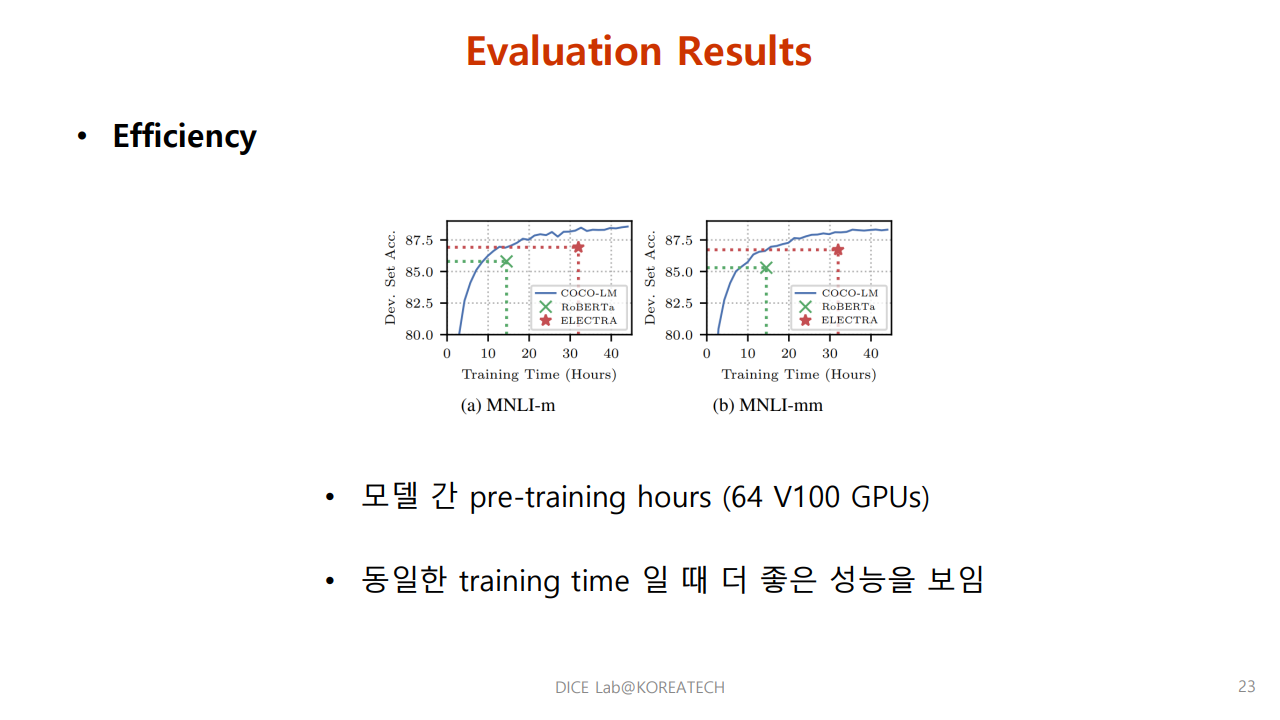 Evaluation Results
• Efficiency
Dev. Set Acc.
87.5
85.0
82.5
80.0
COCO-LM
RoBERTa
ELECTRA
0 10 20 30 40
Training Time (Hours)
(a) MNLI-m
Dev. Set Acc.
87.5
85.0
82.5
80.0
COCO-LM
RoBERTa
ELECTRA
0 10 20 30 40
Training Time (Hours)
(b) MNLI-mm
• 모델 간 pre-training hours (64 V100 GPUs)
• 동일한 training time 일 때 더 좋은 성능을 보임
DICE Lab@KOREATECH
23